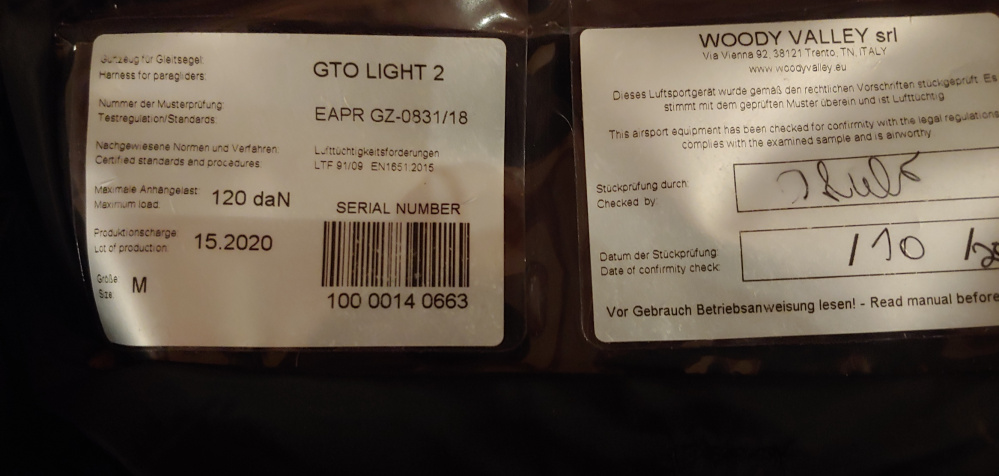 Gurtzeug für Gleitsegel:
Harness for paragliders:
GTO LIGHT 2
Nummer der Musterprüfung:
Testregulation/Standards:
EAPR GZ-0831/18
Nachgewiesene Normen und Verfahren:
Certified standards and procedures:
Lufttüchtigkeitsforderungen
LTF 91/09 EN1651:2015
Maximale Anhängelast:
Maximum load:
120 daN
Produktionscharge:
Lot of production:
15.2020
Größe
Size:
M
SERIAL NUMBER
100 0014 0663
WOODY VALLEY srl
Via Vienna 92, 38121 Trento, TN, ITALY
www.woodyvalley.eu
Dieses Luftsportgerät wurde gemäß den rechtlichen Vorschriften stückgeprüft. Es
stimmt mit dem geprüften Muster überein und ist Lufttüchtig.
This airsport equipment has been checked for confirmity with the legal regulations
complies with the examined sample and is airworthy.
Stückprüfung durch:
Checked by:
Datum der Stückprüfung:
Date of confirmity check:
/10 /
Vor Gebrauch Betriebsanweisung lesen! - Read manual before